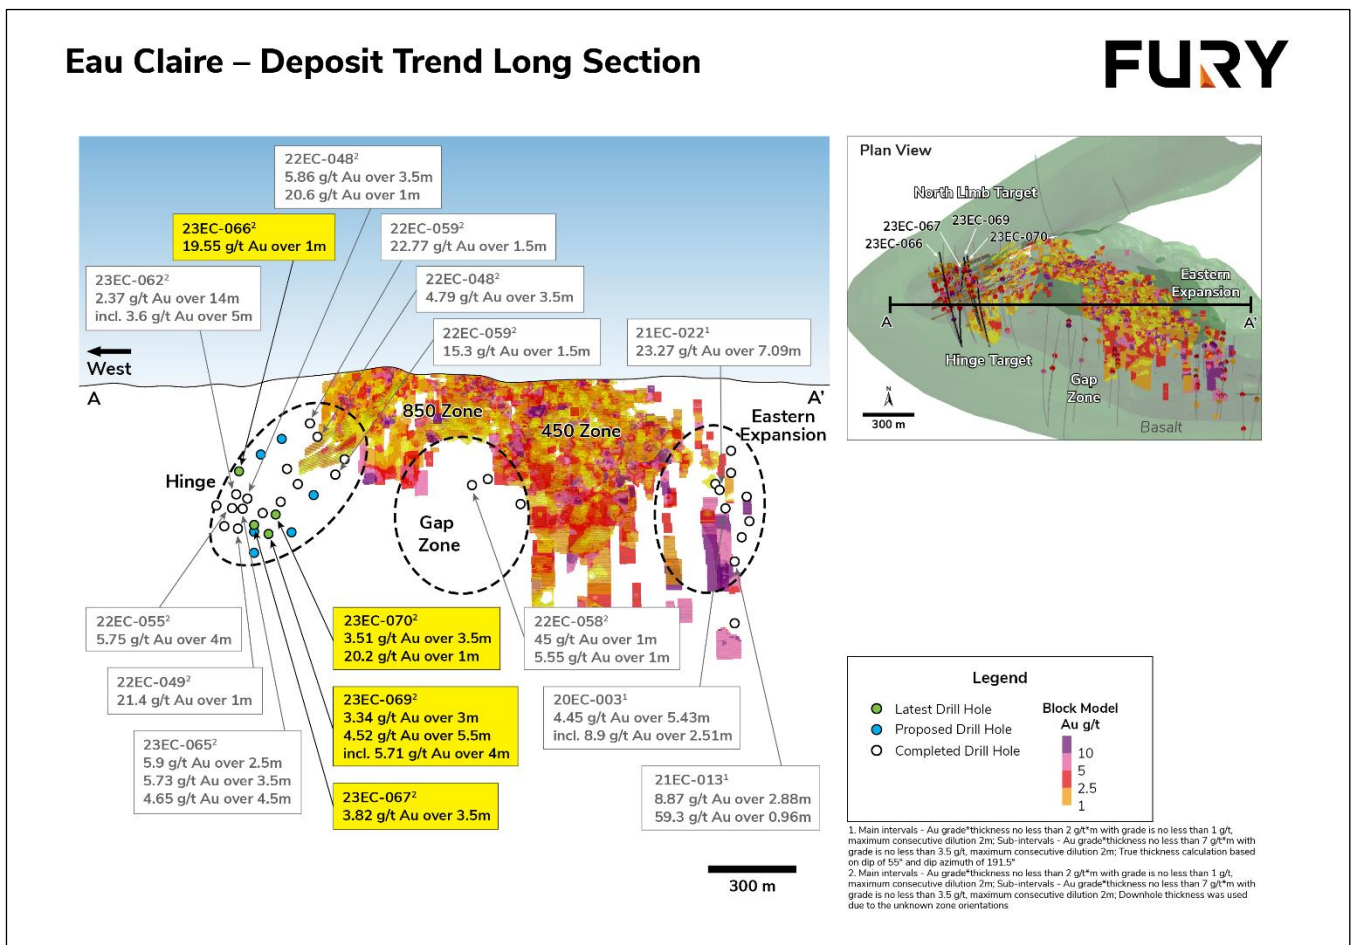 Eau Claire – Deposit Trend Long Section
FURY
22EC-048²
5.86 g/t Au over 3.5m
20.6 g/t Au over 1m
23EC-066²
19.55 g/t Au over 1m
22EC-059²
22.77 g/t Au over 1.5m
23EC-062²
2.37 g/t Au over 14m
incl. 3.6 g/t Au over 5m
22EC-048²
4.79 g/t Au over 3.5m
22EC-059²
15.3 g/t Au over 1.5m
21EC-022¹
23.27 g/t Au over 7.09m
West
A
A'
850 Zone
450 Zone
Eastern
Expansion
Hinge
Gap
Zone
22EC-055²
5.75 g/t Au over 4m
22EC-049²
21.4 g/t Au over 1m
23EC-065²
5.9 g/t Au over 2.5m
5.73 g/t Au over 3.5m
4.65 g/t Au over 4.5m
23EC-070²
3.51 g/t Au over 3.5m
20.2 g/t Au over 1m
23EC-069²
3.34 g/t Au over 3m
4.52 g/t Au over 5.5m
incl. 5.71 g/t Au over 4m
23EC-067²
3.82 g/t Au over 3.5m
22EC-058²
45 g/t Au over 1m
5.55 g/t Au over 1m
20EC-003¹
4.45 g/t Au over 5.43m
incl. 8.9 g/t Au over 2.51m
21EC-013¹
8.87 g/t Au over 2.88m
59.3 g/t Au over 0.96m
300 m
Plan View
North Limb Target
23EC-069
23EC-067
23EC-070
23EC-066
Eastern
Expansion
A
A'
Hinge Target
Gap
Zone
N
300 m
Basalt
Legend
Latest Drill Hole
Proposed Drill Hole
Completed Drill Hole
Block Model
Au g/t
10
5
2.5
1
1. Main intervals - Au grade*thickness no less than 2 g/t*m with grade is no less than 1 g/t,
maximum consecutive dilution 2m; Sub-intervals - Au grade*thickness no less than 7 g/t*m with
grade is no less than 3.5 g/t, maximum consecutive dilution 2m; True thickness calculation based
on dip of 55° and dip azimuth of 191.5°
2. Main intervals - Au grade*thickness no less than 2 g/t*m with grade is no less than 1 g/t,
maximum consecutive dilution 2m; Sub-intervals - Au grade*thickness no less than 7 g/t*m with
grade is no less than 3.5 g/t, maximum consecutive dilution 2m; Downhole thickness was used
due to the unknown zone orientations